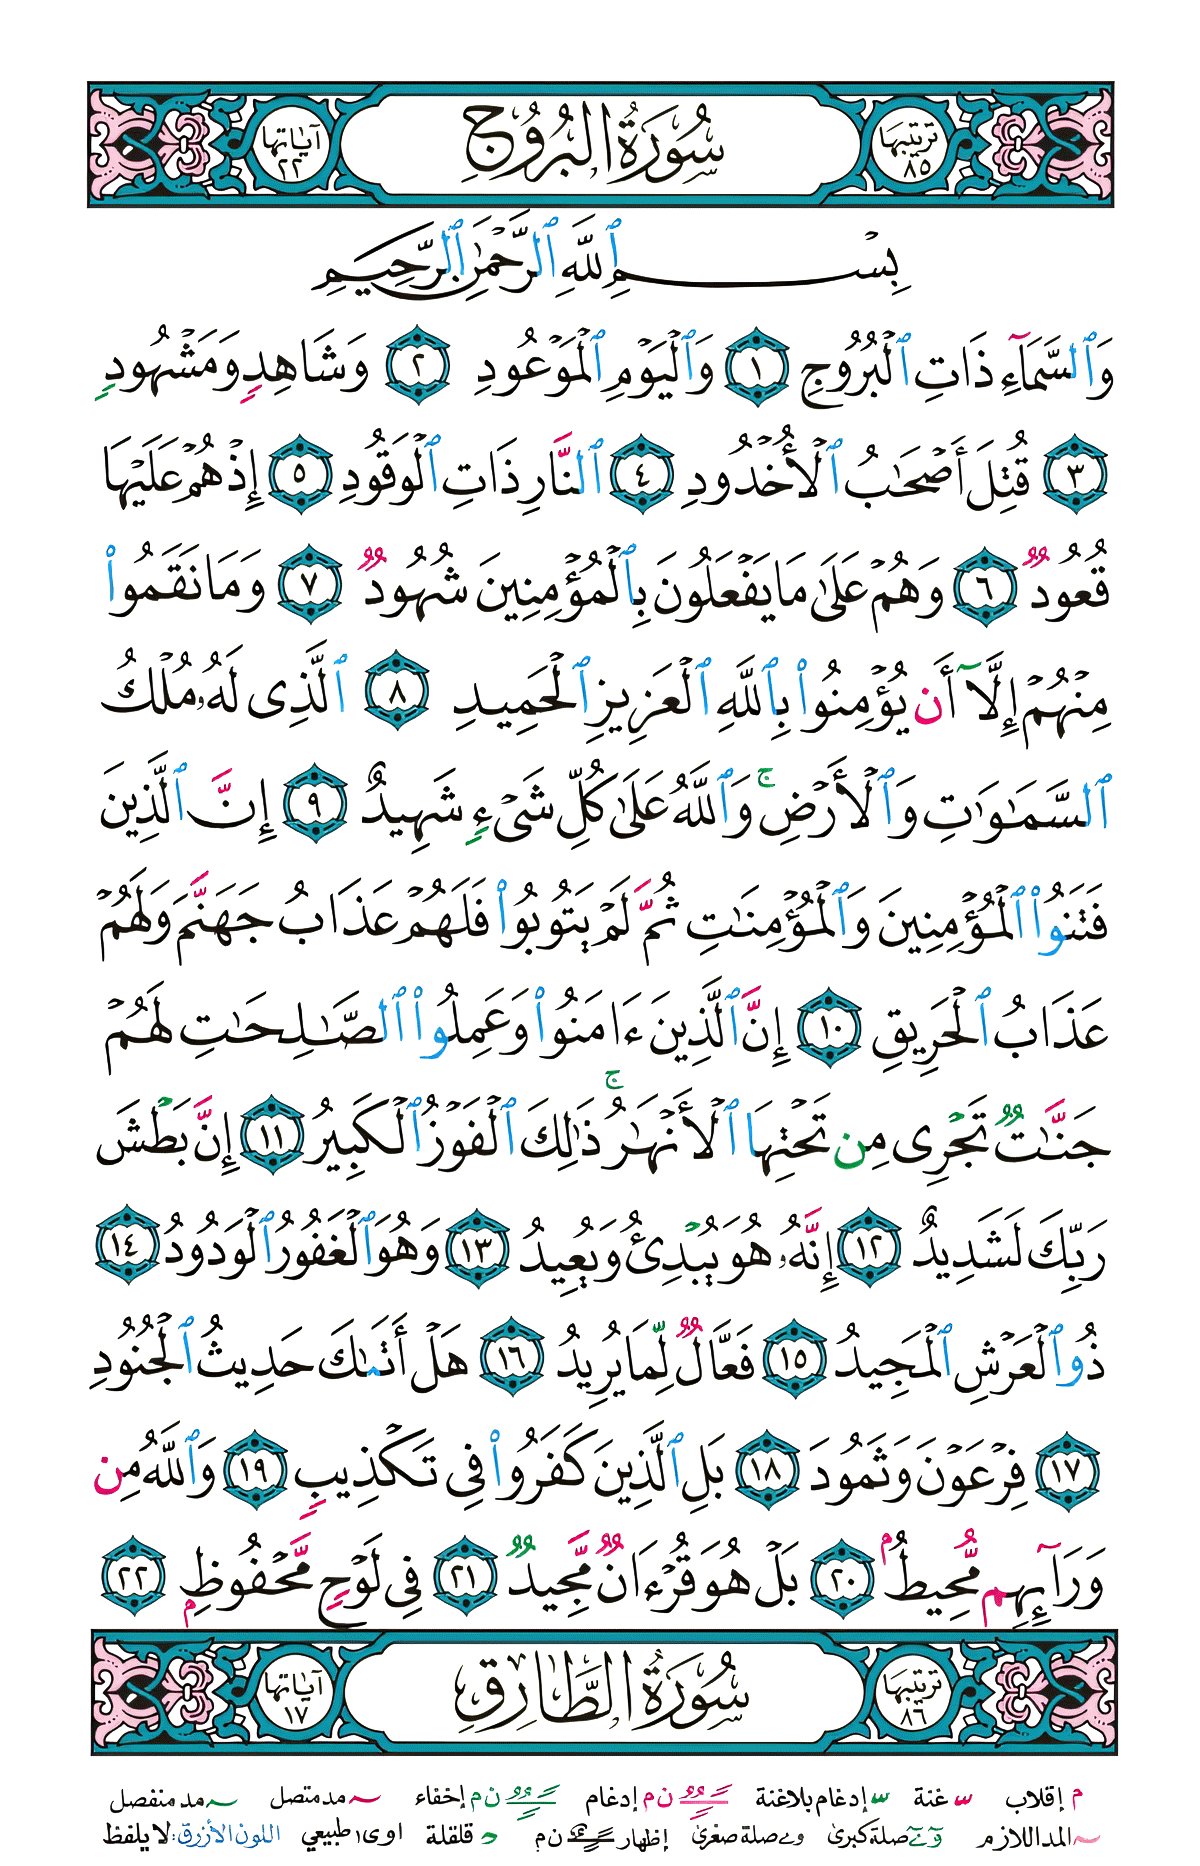 ترتيبها ٨٥ سُورَةُ الْبُرُوج آياتها ٢٢
بِسْمِ ٱللَّهِ ٱلرَّحْمَٰنِ ٱلرَّحِيمِ
وَٱلسَّمَآءِ ذَاتِ ٱلْبُرُوجِ ١ وَٱلْيَوْمِ ٱلْمَوْعُودِ ٢ وَشَاهِدٍ وَمَشْهُودٍ
٣ قُتِلَ أَصْحَٰبُ ٱلْأُخْدُودِ ٤ ٱلنَّارِ ذَاتِ ٱلْوَقُودِ ٥ إِذْ هُمْ عَلَيْهَا
قُعُودٌ ٦ وَهُمْ عَلَىٰ مَا يَفْعَلُونَ بِٱلْمُؤْمِنِينَ شُهُودٌ ٧ وَمَا نَقَمُوا۟
مِنْهُمْ إِلَّآ أَن يُؤْمِنُوا۟ بِٱللَّهِ ٱلْعَزِيزِ ٱلْحَمِيدِ ٨ ٱلَّذِى لَهُۥ مُلْكُ
ٱلسَّمَٰوَٰتِ وَٱلْأَرْضِ ۚ وَٱللَّهُ عَلَىٰ كُلِّ شَىْءٍ شَهِيدٌ ٩ إِنَّ ٱلَّذِينَ
فَتَنُوا۟ ٱلْمُؤْمِنِينَ وَٱلْمُؤْمِنَٰتِ ثُمَّ لَمْ يَتُوبُوا۟ فَلَهُمْ عَذَابُ جَهَنَّمَ وَلَهُمْ
عَذَابُ ٱلْحَرِيقِ ١٠ إِنَّ ٱلَّذِينَ ءَامَنُوا۟ وَعَمِلُوا۟ ٱلصَّٰلِحَٰتِ لَهُمْ
جَنَّٰتٌ تَجْرِى مِن تَحْتِهَا ٱلْأَنْهَٰرُ ۚ ذَٰلِكَ ٱلْفَوْزُ ٱلْكَبِيرُ ١١ إِنَّ بَطْشَ
رَبِّكَ لَشَدِيدٌ ١٢ إِنَّهُۥ هُوَ يُبْدِئُ وَيُعِيدُ ١٣ وَهُوَ ٱلْغَفُورُ ٱلْوَدُودُ ١٤
ذُو ٱلْعَرْشِ ٱلْمَجِيدُ ١٥ فَعَّالٌ لِّمَا يُرِيدُ ١٦ هَلْ أَتَىٰكَ حَدِيثُ ٱلْجُنُودِ
١٧ فِرْعَوْنَ وَثَمُودَ ١٨ بَلِ ٱلَّذِينَ كَفَرُوا۟ فِى تَكْذِيبٍ ١٩ وَٱللَّهُ مِن
وَرَآئِهِم مُّحِيطٌۢ ٢٠ بَلْ هُوَ قُرْءَانٌ مَّجِيدٌ ٢١ فِى لَوْحٍ مَّحْفُوظٍۭ ٢٢
ترتيبها ٨٦ سُورَةُ الطَّارِقِ آياتها ١٧
م إقلاب غنة إدغام بلاغنة ن م إدغام ن م إخفاء مد متصل مد منفصل
المد اللازم صلة كبرى و ے صلة صغرى إظهار ن م قلقلة ا و ى طبيعي اللون الأزرق: لا يلفظ